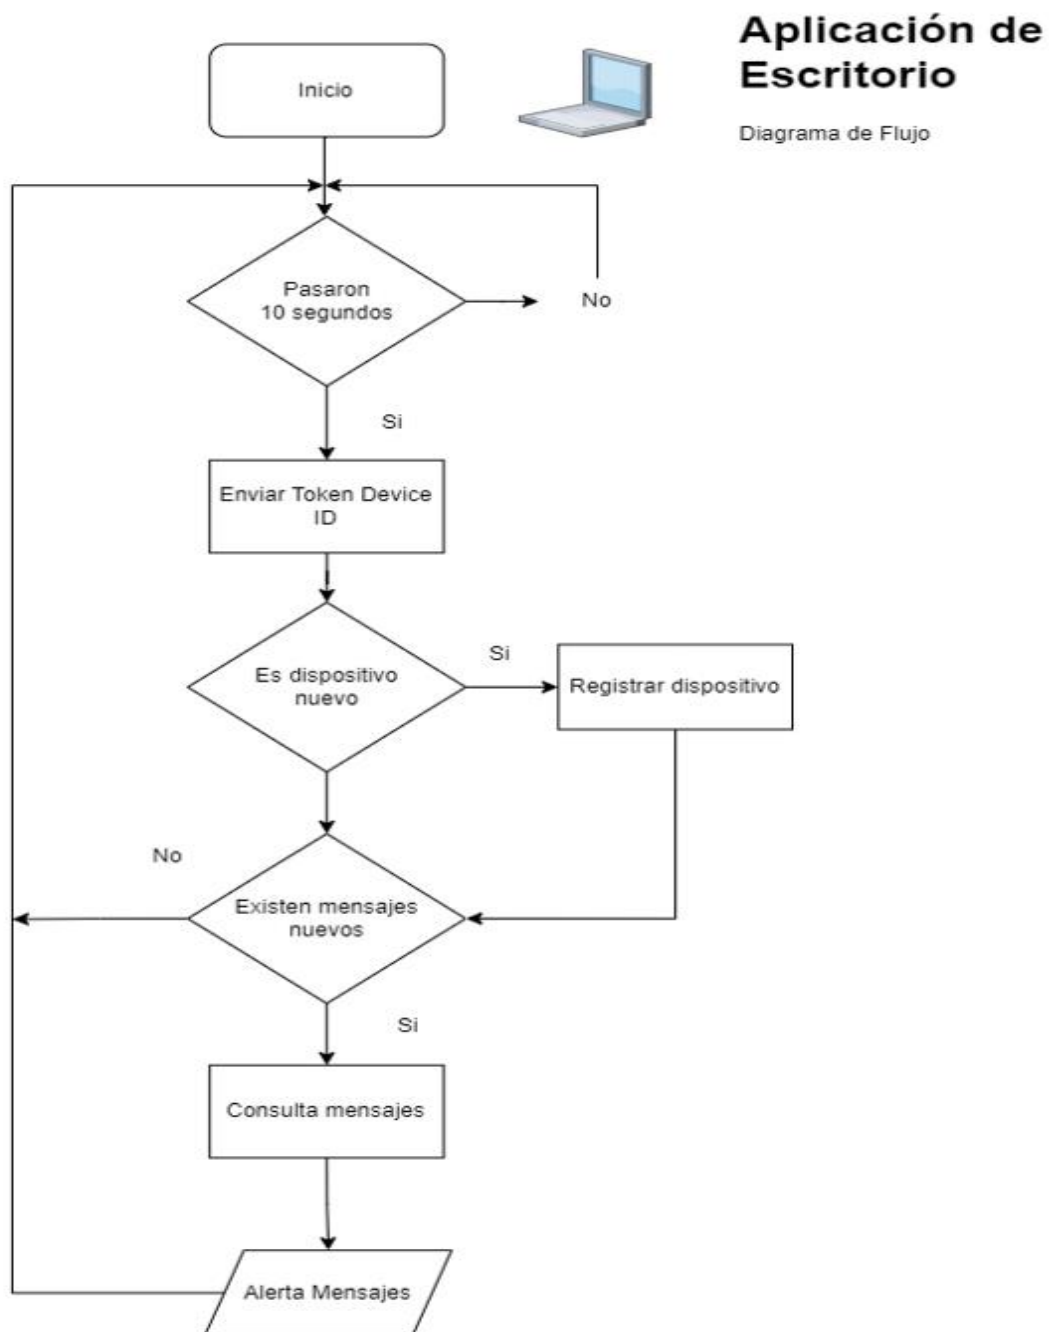 Aplicación de
Escritorio
Diagrama de Flujo
Inicio
Pasaron
10 segundos
No
Si
Enviar Token Device
ID
Es dispositivo
nuevo
Si
Registrar dispositivo
No
Existen mensajes
nuevos
Si
Consulta mensajes
Alerta Mensajes